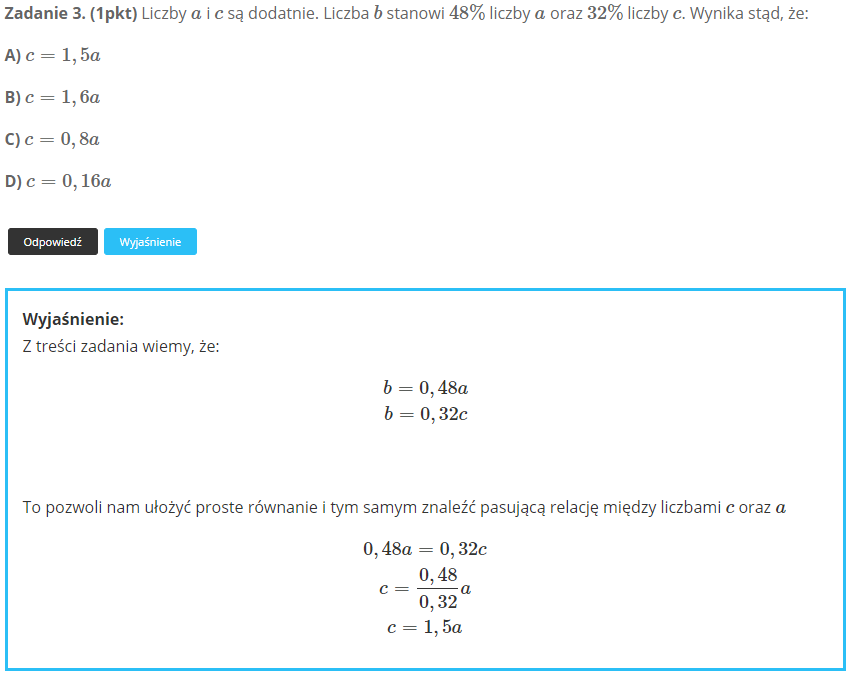 Zadanie 3. (1pkt) Liczby a i c są dodatnie. Liczba b stanowi 48% liczby a oraz 32% liczby c. Wynika stąd, że:
A) c = 1,5a
B) c = 1,6a
C) c = 0,8a
D) c = 0,16a
Odpowiedź Wyjaśnienie
Wyjaśnienie:
Z treści zadania wiemy, że:
b = 0,48a
b = 0,32c
To pozwoli nam ułożyć proste równanie i tym samym znaleźć pasującą relację między liczbami c oraz a
0,48a = 0,32c
c = \frac{0,48}{0,32}a
c = 1,5a